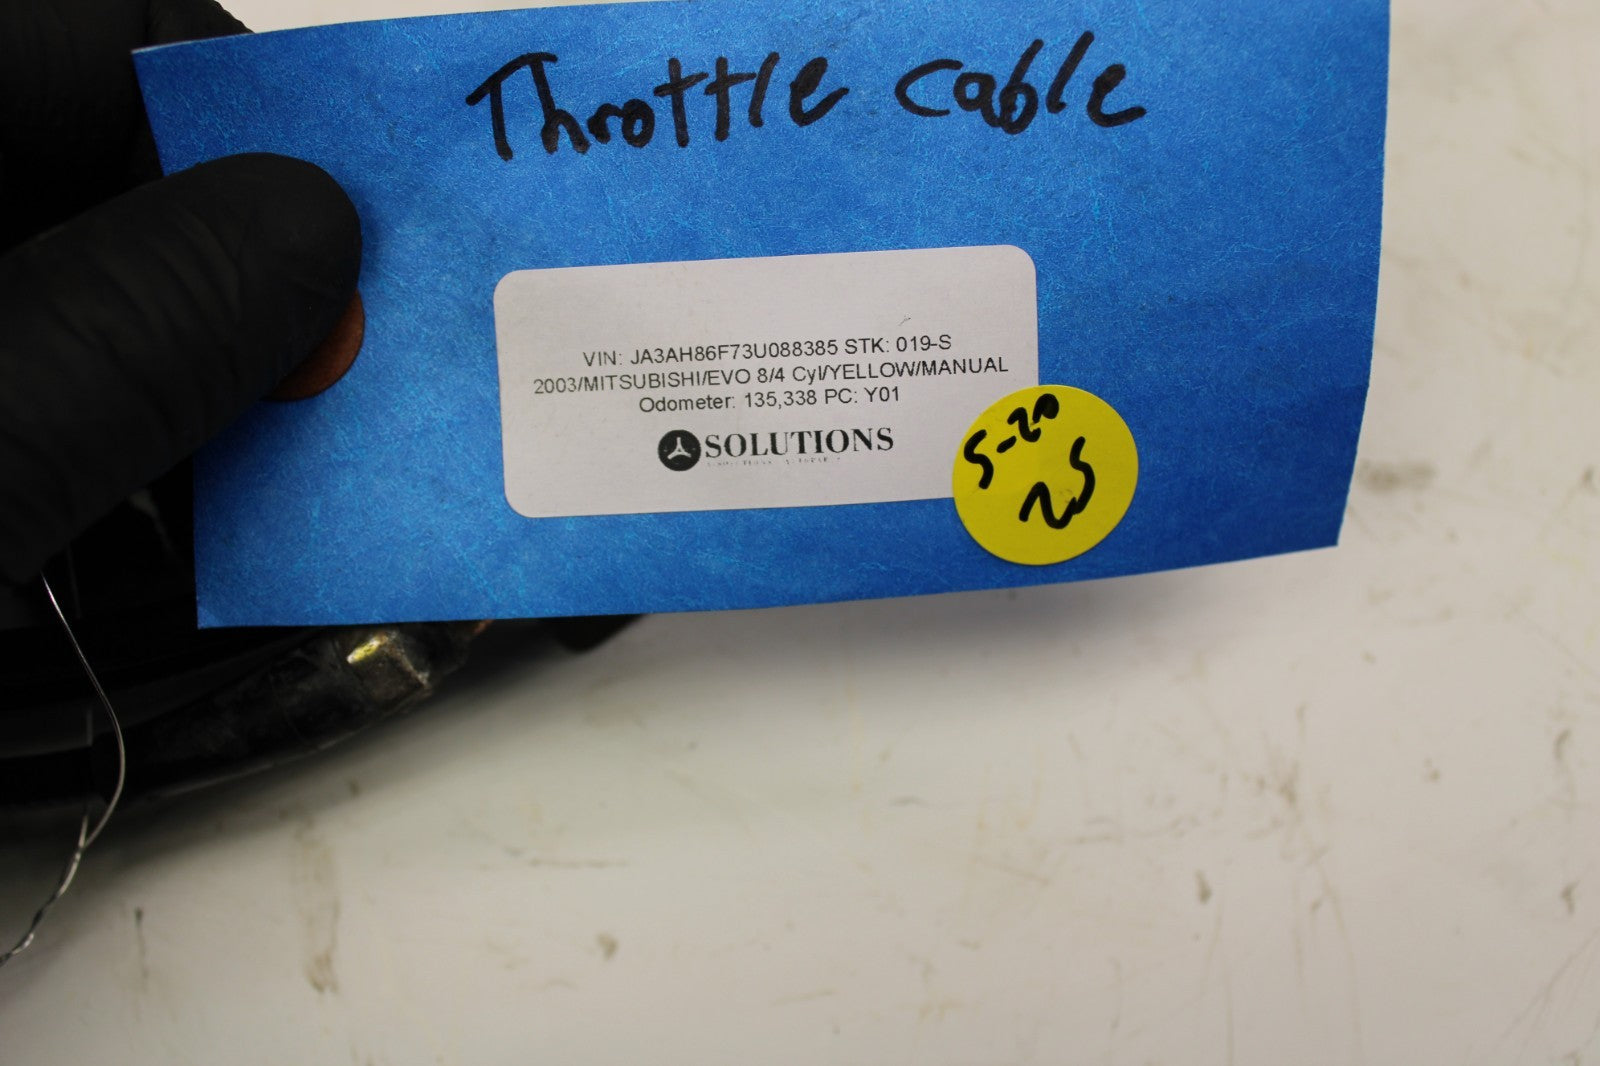 Throttle cable
VIN: JA3AH86F73U088385 STK: 019-S
2003/MITSUBISHI/EVO 8/4 Cyl/YELLOW/MANUAL
Odometer: 135,338 PC: Y01
SOLUTIONS
5-20
25